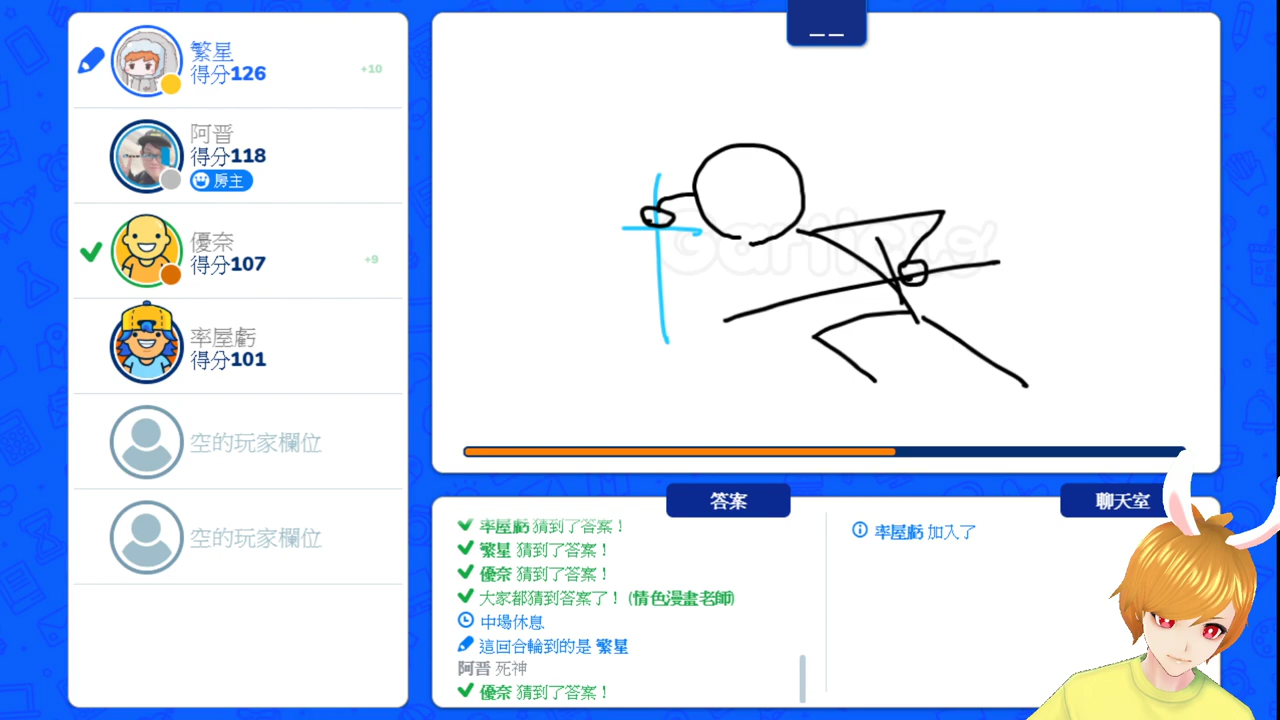 繁星
得分126
+10
阿晋
得分118
房主
優奈
得分107
+9
率屋虧
得分101
空的玩家欄位
空的玩家欄位
Gartic.io
答案
率屋虧 猜到了答案！
繁星 猜到了答案！
優奈 猜到了答案！
大家都猜到答案了！ (情色漫畫老師)
中場休息
這回合輪到的是 繁星
阿晋 死神
優奈 猜到了答案！
聊天室
率屋虧 加入了